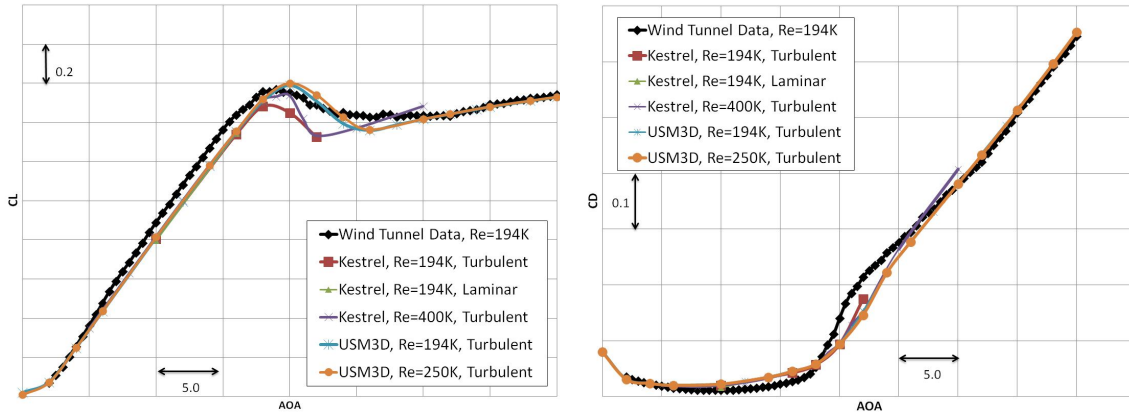 0.2
CL
Wind Tunnel Data, Re=194K
Kestrel, Re=194K, Turbulent
Kestrel, Re=194K, Laminar
Kestrel, Re=400K, Turbulent
USM3D, Re=194K, Turbulent
USM3D, Re=250K, Turbulent
5.0
AOA
Wind Tunnel Data, Re=194K
Kestrel, Re=194K, Turbulent
Kestrel, Re=194K, Laminar
Kestrel, Re=400K, Turbulent
USM3D, Re=194K, Turbulent
USM3D, Re=250K, Turbulent
CD
0.1
5.0
AOA